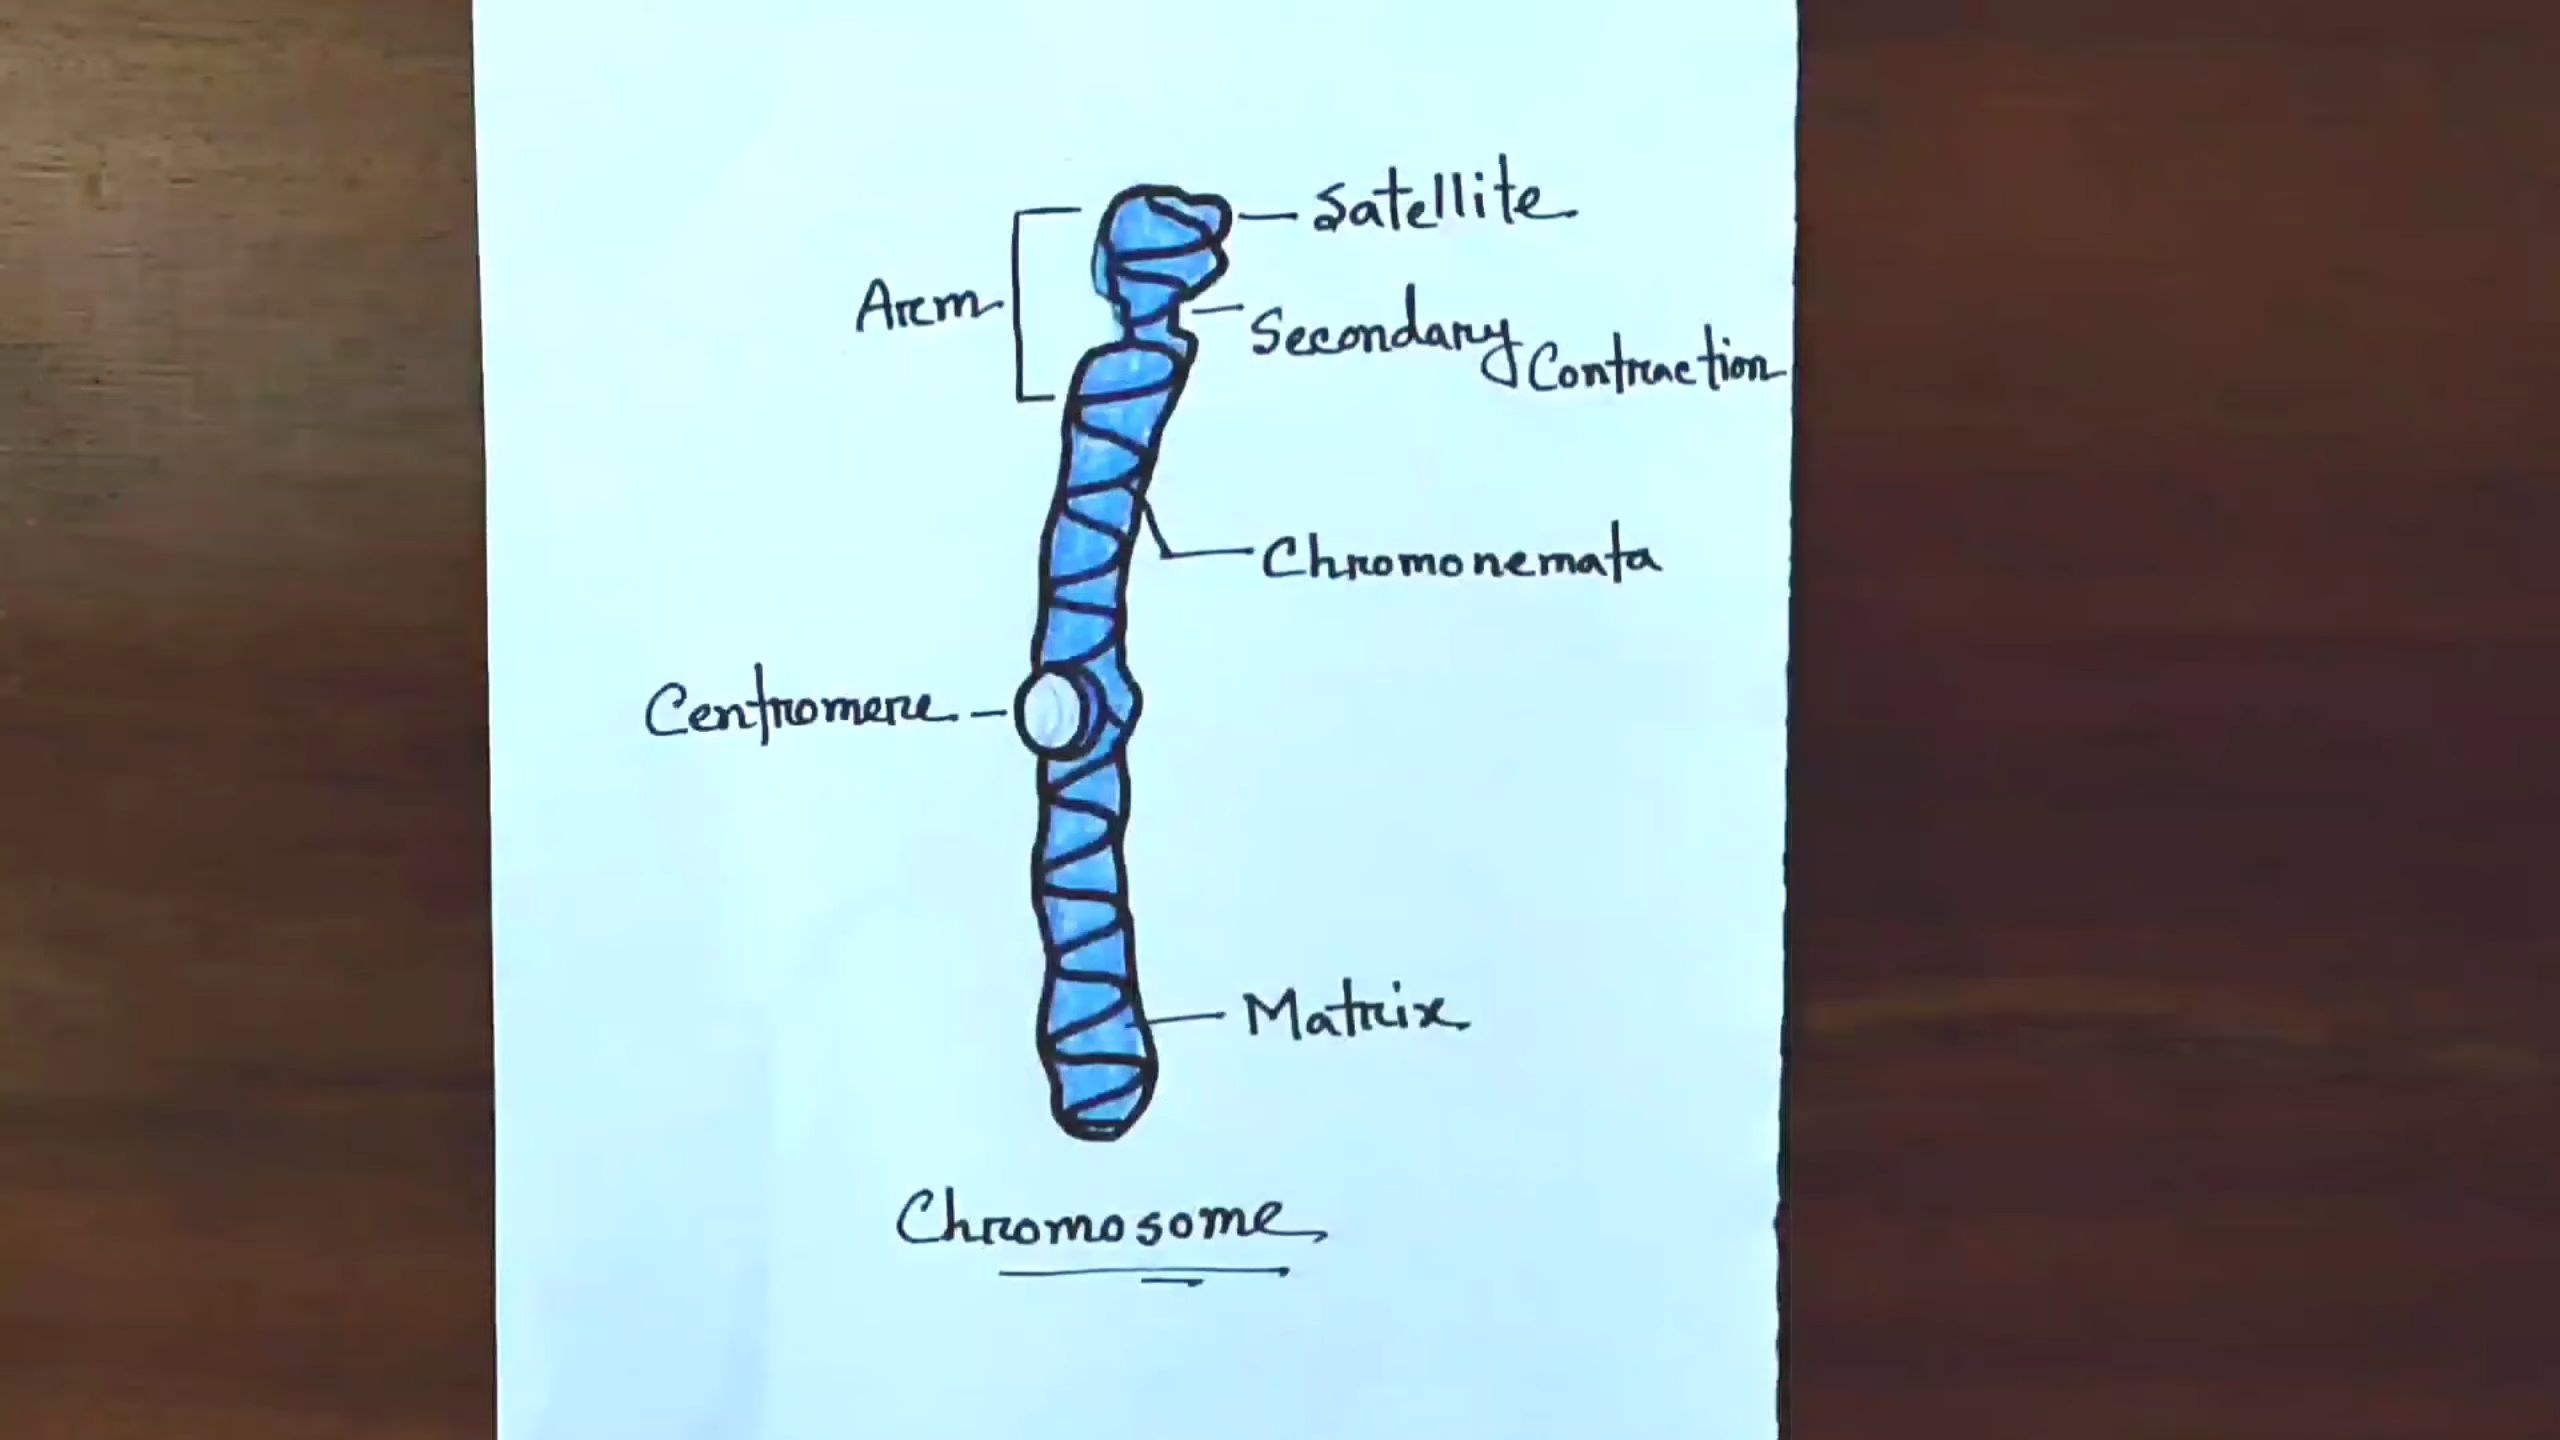 Satellite
Arm
Secondary
Contraction
Chromonemata
Centromere
Matrix
Chromosome